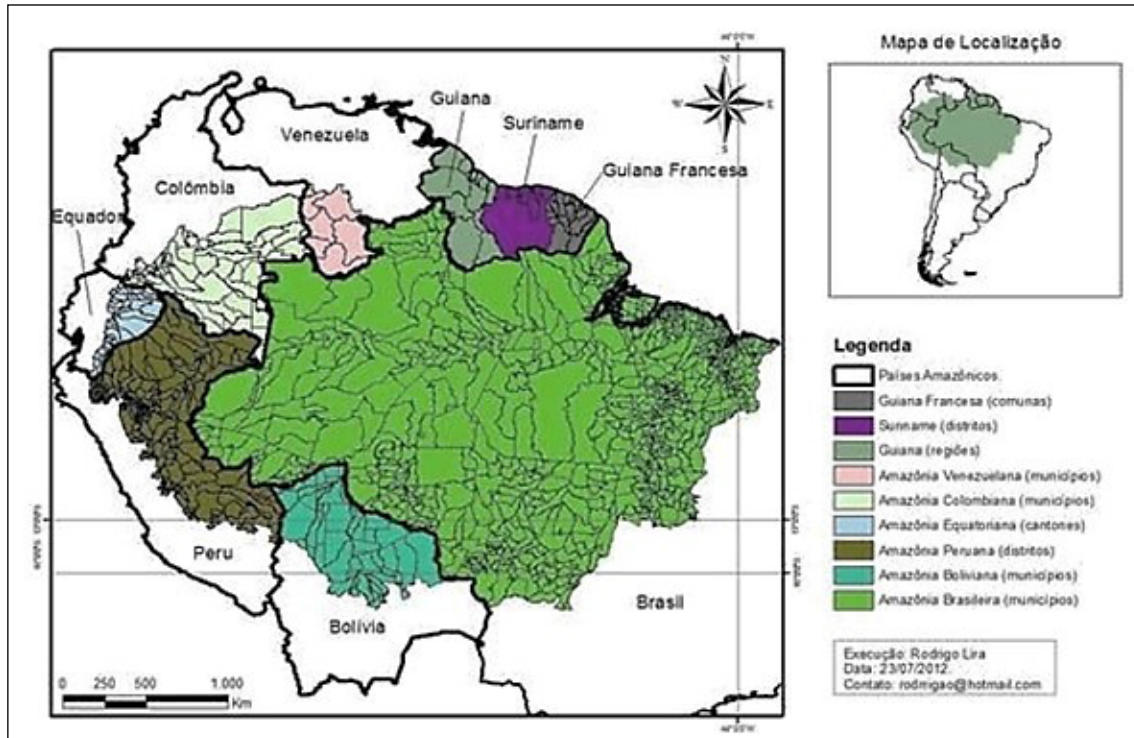 Mapa de Localização
N
W
E
S
Guiana
Venezuela
Suriname
Guiana Francesa
Colómbia
Equador
Peru
Bolívia
Brasil
0 250 500 1.000
Km
Legenda
Países Amazônicos
Guiana Francesa (comunas)
Suriname (distritos)
Guiana (regiões)
Amazônia Venezuelana (municípios)
Amazônia Colombiana (municípios)
Amazônia Equatoriana (cantones)
Amazônia Peruana (distritos)
Amazônia Boliviana (municípios)
Amazônia Brasileira (municípios)
Execução: Rodrigo Lira
Data: 23/07/2012.
Contato: rodrrigao@hotmail.com